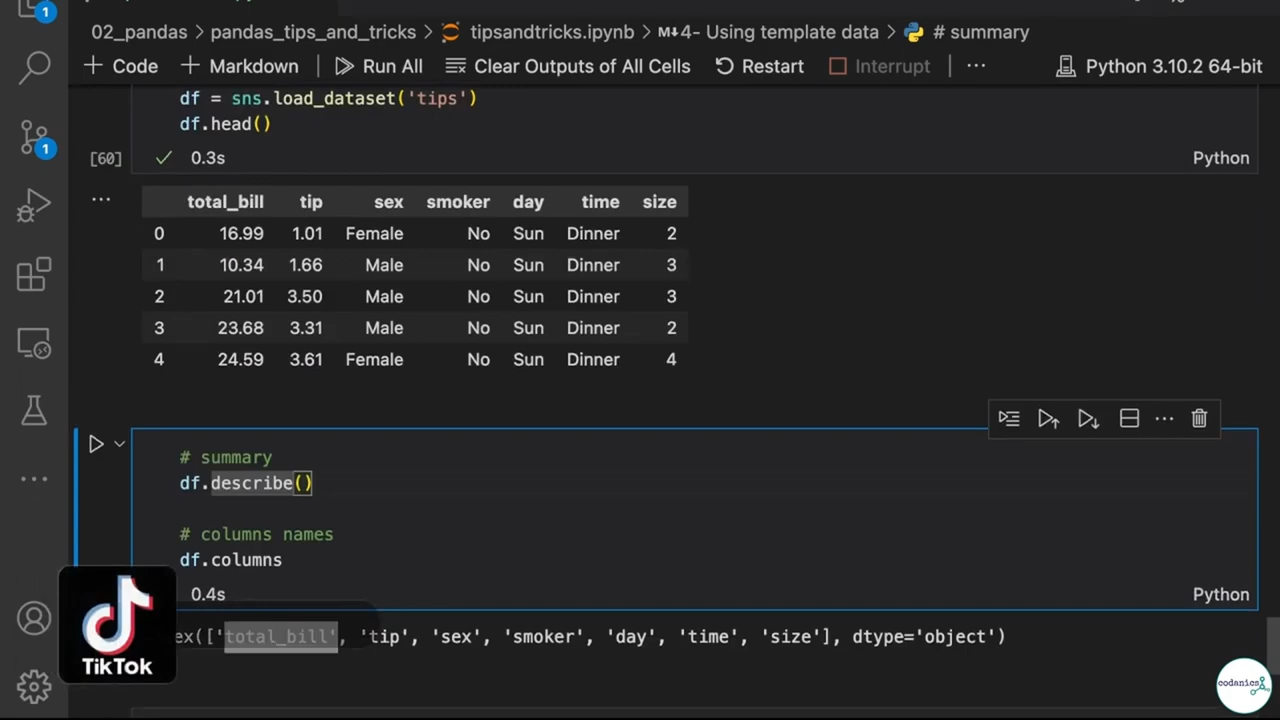 1
02_pandas > pandas_tips_and_tricks > tipsandtricks.ipynb > M↓4- Using template data > # summary
+ Code + Markdown Run All Clear Outputs of All Cells Restart Interrupt ... Python 3.10.2 64-bit
df = sns.load_dataset('tips')
df.head()
1
[60] ✓ 0.3s Python
... total_bill tip sex smoker day time size
0 16.99 1.01 Female No Sun Dinner 2
1 10.34 1.66 Male No Sun Dinner 3
2 21.01 3.50 Male No Sun Dinner 3
3 23.68 3.31 Male No Sun Dinner 2
4 24.59 3.61 Female No Sun Dinner 4
# summary
df.describe()
# columns names
df.columns
0.4s Python
ex(['total_bill', 'tip', 'sex', 'smoker', 'day', 'time', 'size'], dtype='object')
TikTok
codanics